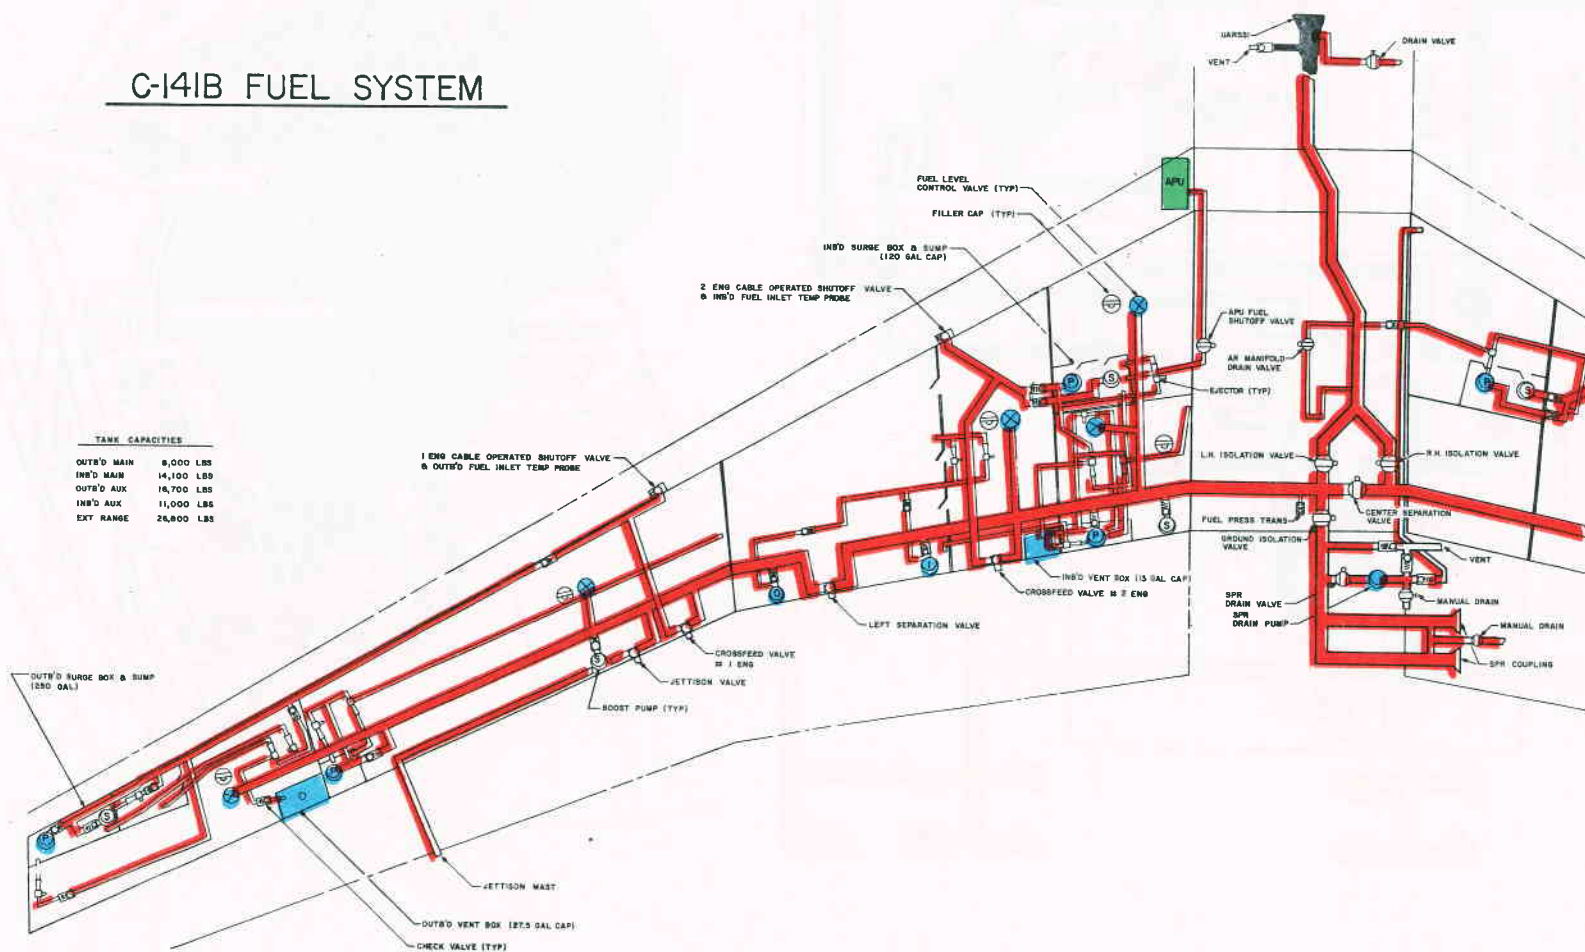 C-141B FUEL SYSTEM
UARSSI
VENT
DRAIN VALVE
APU
FUEL LEVEL
CONTROL VALVE (TYP)
FILLER CAP (TYP)
INB'D SURGE BOX & SUMP
(120 GAL CAP)
2 ENG CABLE OPERATED SHUTOFF VALVE
& INB'D FUEL INLET TEMP PROBE
APU FUEL
SHUTOFF VALVE
AR MANIFOLD
DRAIN VALVE
EJECTOR (TYP)
P
S
P
S
TANK CAPACITIES
OUTB'D MAIN 8,000 LBS
INB'D MAIN 14,100 LBS
OUTB'D AUX 16,700 LBS
INB'D AUX 11,000 LBS
EXT RANGE 26,800 LBS
1 ENG CABLE OPERATED SHUTOFF VALVE
& OUTB'D FUEL INLET TEMP PROBE
L.H. ISOLATION VALVE
R.H. ISOLATION VALVE
FUEL PRESS TRANS
CENTER SEPARATION
VALVE
GROUND ISOLATION
VALVE
S
P
I
O
VENT
INB'D VENT BOX (15 GAL CAP)
CROSSFEED VALVE # 2 ENG
SPR
DRAIN VALVE
SPR
DRAIN PUMP
MANUAL DRAIN
MANUAL DRAIN
LEFT SEPARATION VALVE
SPR COUPLING
CROSSFEED VALVE
# 1 ENG
S
JETTISON VALVE
OUTB'D SURGE BOX & SUMP
(250 GAL)
BOOST PUMP (TYP)
P
S
JETTISON MAST
OUTB'D VENT BOX (27.5 GAL CAP)
CHECK VALVE (TYP)